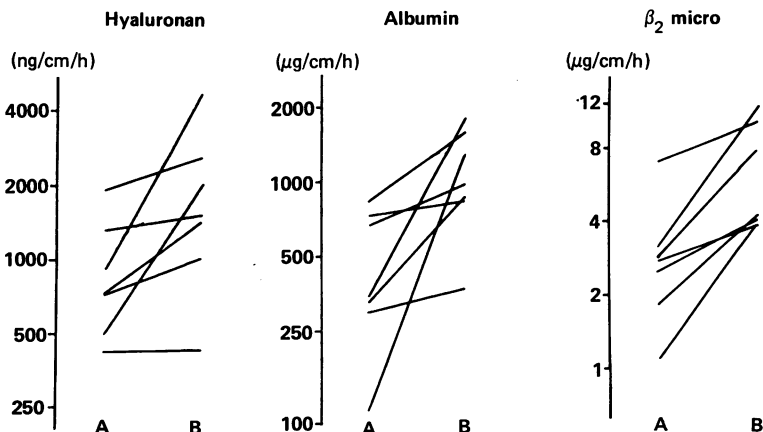 Hyaluronan
(ng/cm/h)
4000
2000
1000
500
250
A B
Albumin
(μg/cm/h)
2000
1000
500
250
100
A B
β₂ micro
(μg/cm/h)
12
8
4
2
1
A B